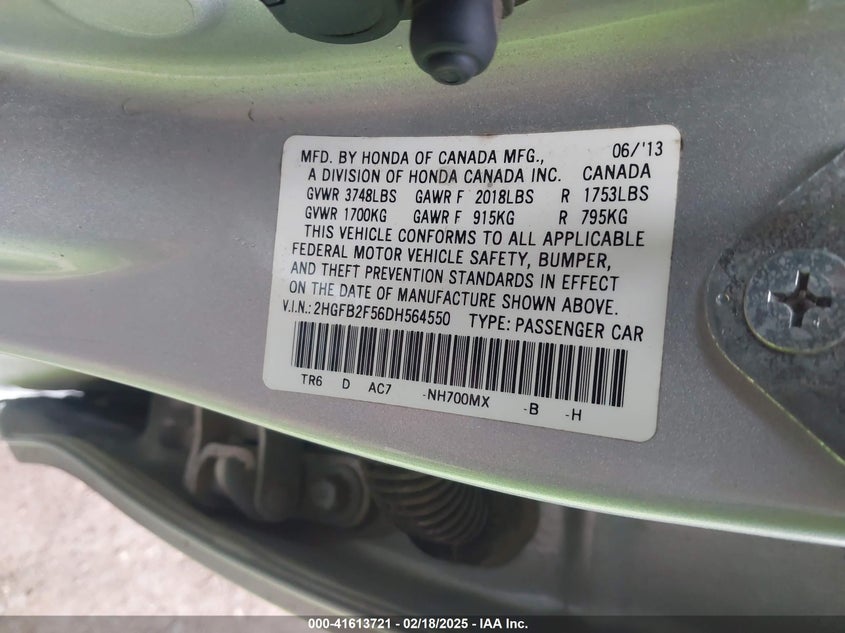 MFD. BY HONDA OF CANADA MFG., 06/'13
A DIVISION OF HONDA CANADA INC. CANADA
GVWR 3748LBS GAWR F 2018LBS R 1753LBS
GVWR 1700KG GAWR F 915KG R 795KG
THIS VEHICLE CONFORMS TO ALL APPLICABLE
FEDERAL MOTOR VEHICLE SAFETY, BUMPER,
AND THEFT PREVENTION STANDARDS IN EFFECT
ON THE DATE OF MANUFACTURE SHOWN ABOVE.
V.I.N.: 2HGFB2F56DH564550 TYPE: PASSENGER CAR
TR6 D AC7 -NH700MX -B -H
000-41613721 - 02/18/2025 - IAA Inc.